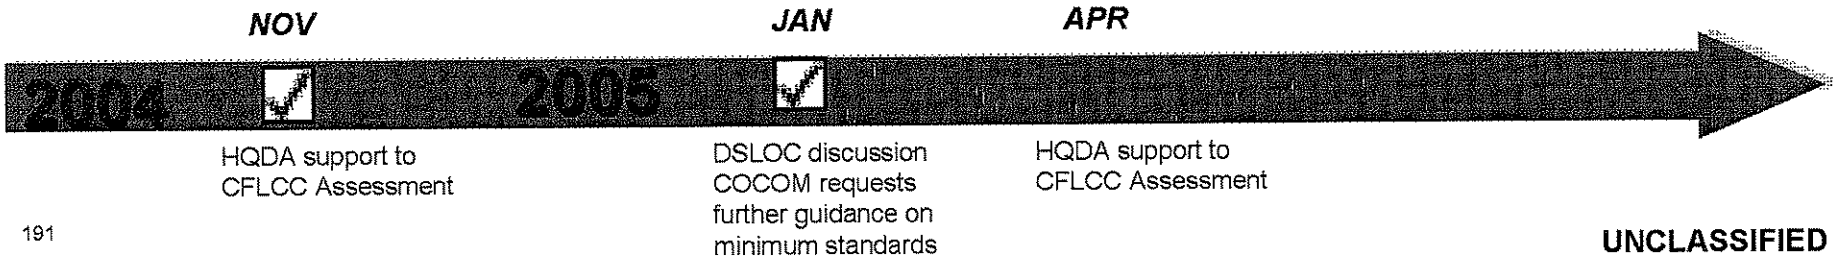 NOV JAN APR
2004 2005
HQDA support to
CFLCC Assessment
DSLOC discussion
COCOM requests
further guidance on
minimum standards
HQDA support to
CFLCC Assessment
191
UNCLASSIFIED